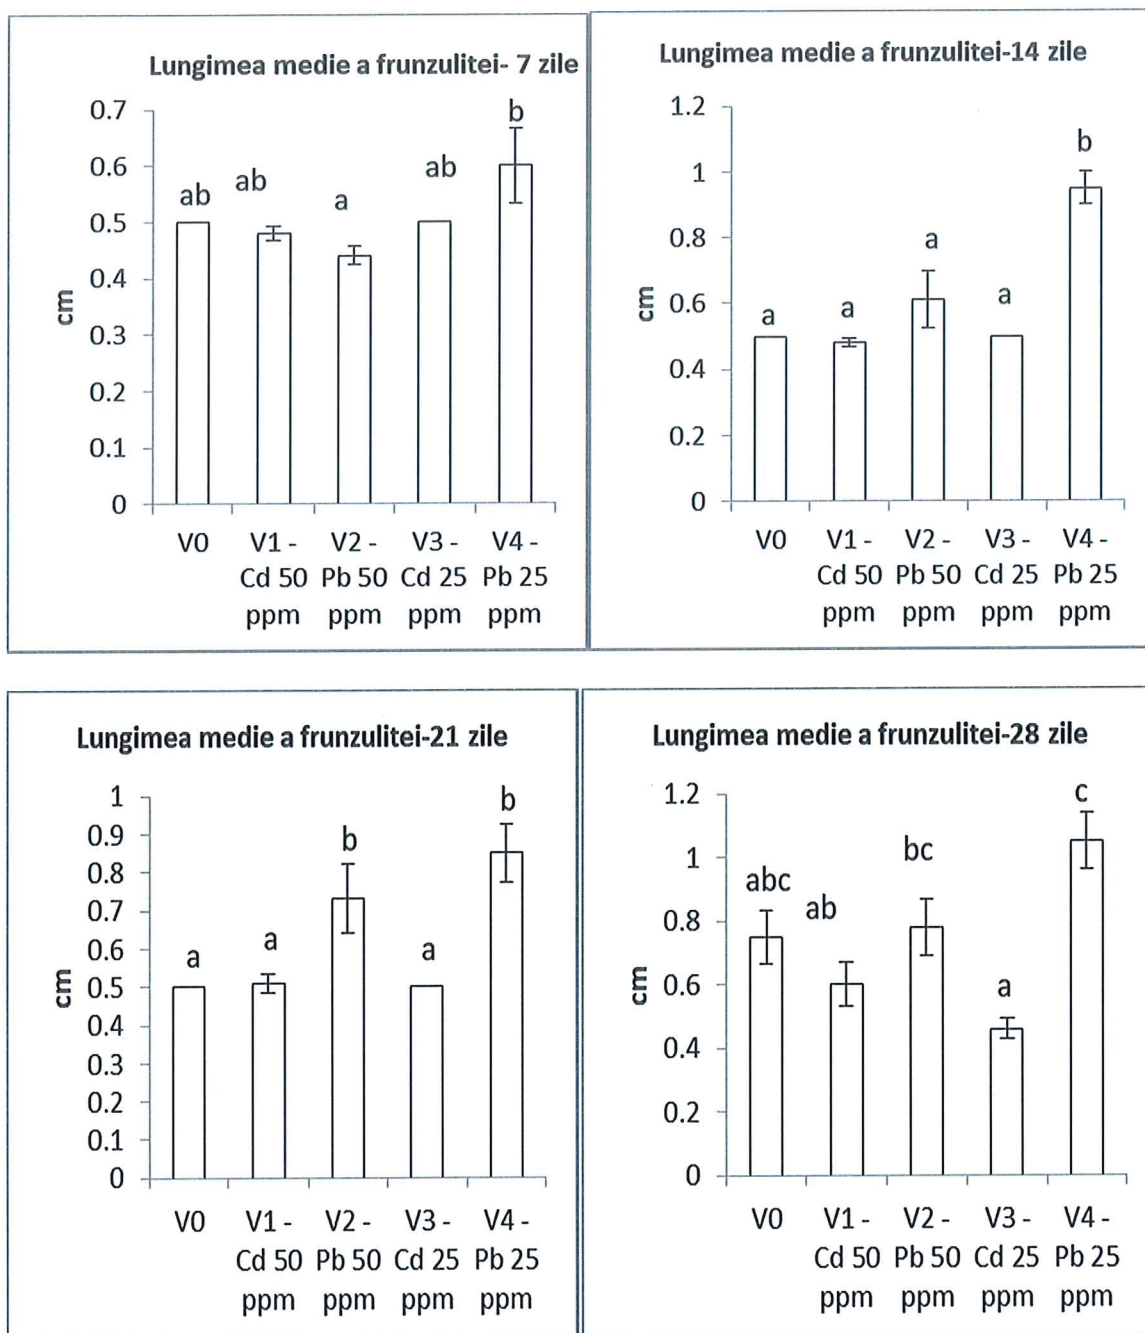 Lungimea medie a frunzulitei- 7 zile
0.7
0.6
0.5
0.4
0.3
0.2
0.1
0
cm
ab
ab
a
ab
b
V0
V1 -
Cd 50
ppm
V2 -
Pb 50
ppm
V3 -
Cd 25
ppm
V4 -
Pb 25
ppm
Lungimea medie a frunzulitei-14 zile
1.2
1
0.8
0.6
0.4
0.2
0
cm
a
a
a
a
b
V0
V1 -
Cd 50
ppm
V2 -
Pb 50
ppm
V3 -
Cd 25
ppm
V4 -
Pb 25
ppm
Lungimea medie a frunzulitei-21 zile
1
0.9
0.8
0.7
0.6
0.5
0.4
0.3
0.2
0.1
0
cm
a
a
b
a
b
V0
V1 -
Cd 50
ppm
V2 -
Pb 50
ppm
V3 -
Cd 25
ppm
V4 -
Pb 25
ppm
Lungimea medie a frunzulitei-28 zile
1.2
1
0.8
0.6
0.4
0.2
0
cm
abc
ab
bc
a
c
V0
V1 -
Cd 50
ppm
V2 -
Pb 50
ppm
V3 -
Cd 25
ppm
V4 -
Pb 25
ppm